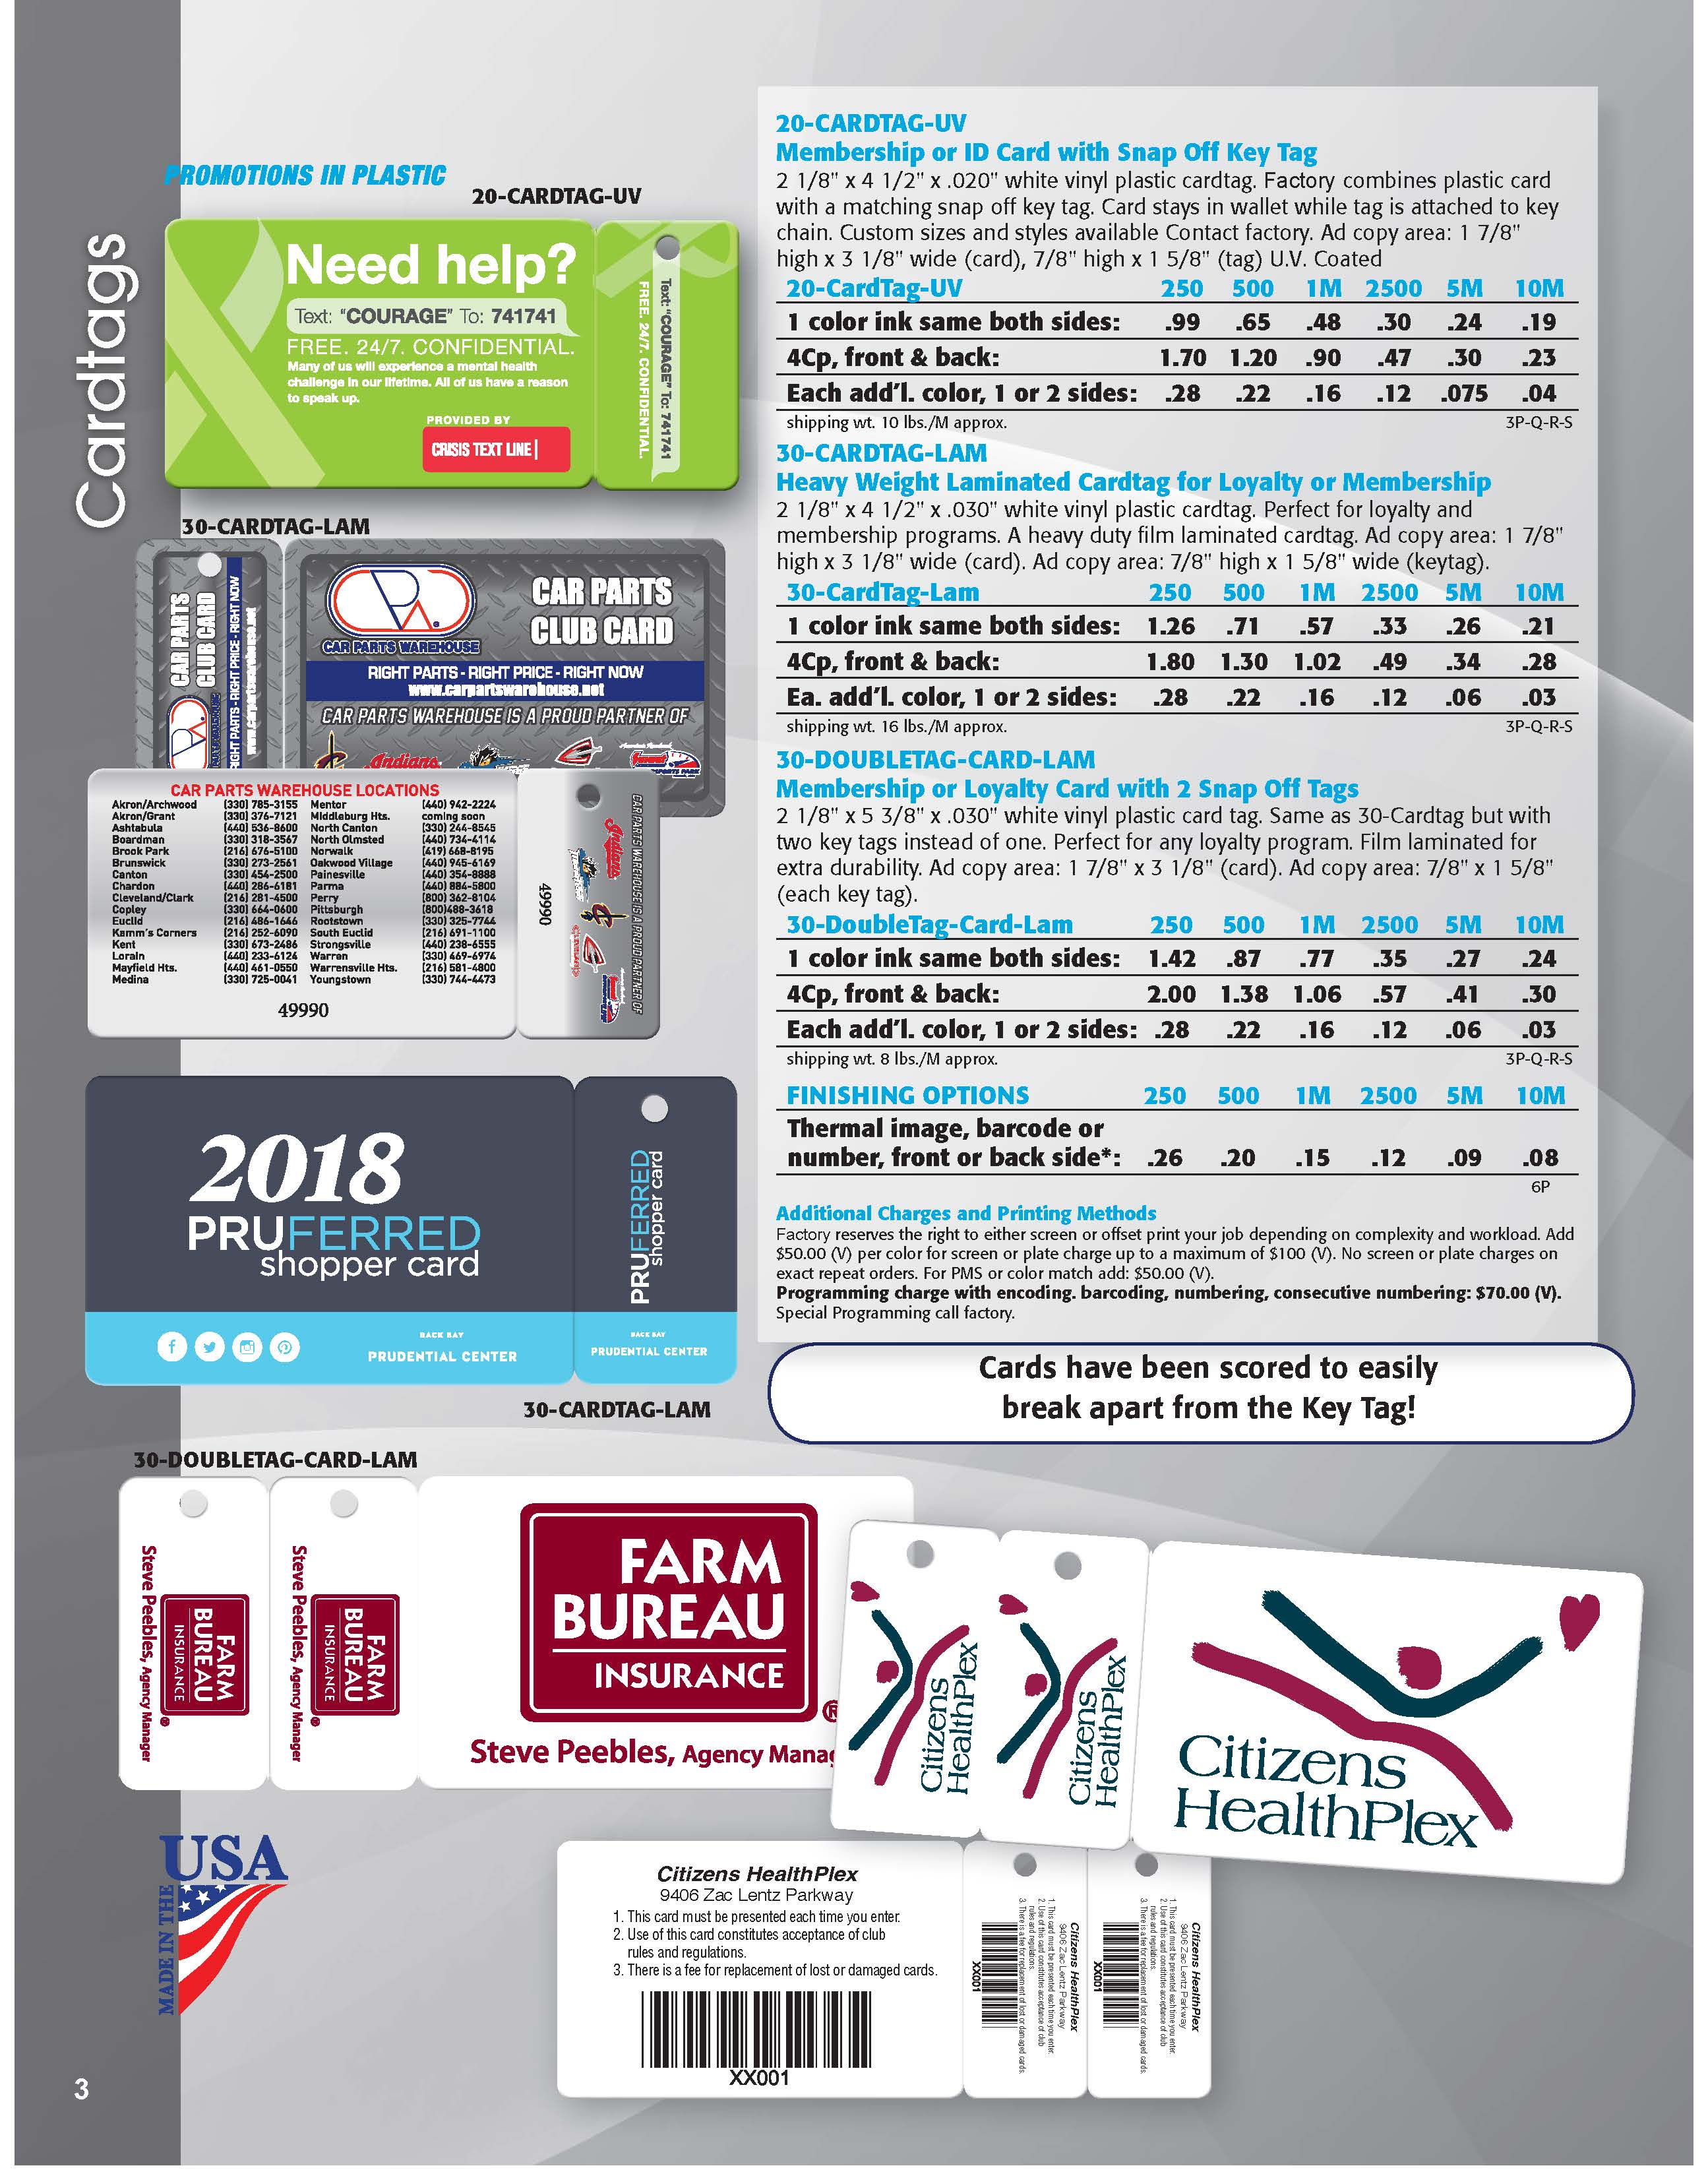 Cardtags
PROMOTIONS IN PLASTIC
20-CARDTAG-UV
Need help?
Text: "COURAGE" To: 741741
FREE. 24/7. CONFIDENTIAL.
Many of us will experience a mental health
challenge in our lifetime. All of us have a reason
to speak up.
PROVIDED BY
CRISIS TEXT LINE|
Text: "COURAGE" To: 741741
FREE. 24/7. CONFIDENTIAL.
30-CARDTAG-LAM
CAR PARTS
CLUB CARD
RIGHT PARTS - RIGHT PRICE - RIGHT NOW
www.carpartswarehouse.net
CAR PARTS WAREHOUSE
CAR PARTS
CLUB CARD
RIGHT PARTS - RIGHT PRICE - RIGHT NOW
www.carpartswarehouse.net
CAR PARTS WAREHOUSE IS A PROUD PARTNER OF
Indians
CAR PARTS WAREHOUSE LOCATIONS
Akron/Archwood (330) 785-3155 Mentor (440) 942-2224
Akron/Grant (330) 376-7121 Middleburg Hts. coming soon
Ashtabula (440) 536-8600 North Canton (330) 244-8545
Boardman (330) 318-3567 North Olmsted (440) 734-4114
Brook Park (216) 676-5100 Norwalk (419) 668-8195
Brunswick (330) 273-2561 Oakwood Village (440) 945-6169
Canton (330) 454-2500 Painesville (440) 354-8888
Chardon (440) 286-6181 Parma (440) 884-5800
Cleveland/Clark (216) 281-4500 Perry (800) 362-8104
Copley (330) 664-0600 Pittsburgh (800)488-3618
Euclid (216) 486-1646 Rootstown (330) 325-7744
Kamm's Corners (216) 252-6090 South Euclid (216) 691-1100
Kent (330) 673-2486 Strongsville (440) 238-6555
Lorain (440) 233-6124 Warren (330) 469-6974
Mayfield Hts. (440) 461-0550 Warrensville Hts. (216) 581-4800
Medina (330) 725-0041 Youngstown (330) 744-4473
49990
49990
CAR PARTS WAREHOUSE IS A PROUD PARTNER OF
Indians
2018
PRUFERRED
shopper card
BACK BAY
PRUDENTIAL CENTER
PRUFERRED
shopper card
BACK BAY
PRUDENTIAL CENTER
30-CARDTAG-LAM
20-CARDTAG-UV
Membership or ID Card with Snap Off Key Tag
2 1/8" x 4 1/2" x .020" white vinyl plastic cardtag. Factory combines plastic card
with a matching snap off key tag. Card stays in wallet while tag is attached to key
chain. Custom sizes and styles available Contact factory. Ad copy area: 1 7/8"
high x 3 1/8" wide (card), 7/8" high x 1 5/8" (tag) U.V. Coated
20-CardTag-UV 250 500 1M 2500 5M 10M
1 color ink same both sides: .99 .65 .48 .30 .24 .19
4Cp, front & back: 1.70 1.20 .90 .47 .30 .23
Each add'l. color, 1 or 2 sides: .28 .22 .16 .12 .075 .04
shipping wt. 10 lbs./M approx. 3P-Q-R-S
30-CARDTAG-LAM
Heavy Weight Laminated Cardtag for Loyalty or Membership
2 1/8" x 4 1/2" x .030" white vinyl plastic cardtag. Perfect for loyalty and
membership programs. A heavy duty film laminated cardtag. Ad copy area: 1 7/8"
high x 3 1/8" wide (card). Ad copy area: 7/8" high x 1 5/8" wide (keytag).
30-CardTag-Lam 250 500 1M 2500 5M 10M
1 color ink same both sides: 1.26 .71 .57 .33 .26 .21
4Cp, front & back: 1.80 1.30 1.02 .49 .34 .28
Ea. add'l. color, 1 or 2 sides: .28 .22 .16 .12 .06 .03
shipping wt. 16 lbs./M approx. 3P-Q-R-S
30-DOUBLETAG-CARD-LAM
Membership or Loyalty Card with 2 Snap Off Tags
2 1/8" x 5 3/8" x .030" white vinyl plastic card tag. Same as 30-Cardtag but with
two key tags instead of one. Perfect for any loyalty program. Film laminated for
extra durability. Ad copy area: 1 7/8" x 3 1/8" (card). Ad copy area: 7/8" x 1 5/8"
(each key tag).
30-DoubleTag-Card-Lam 250 500 1M 2500 5M 10M
1 color ink same both sides: 1.42 .87 .77 .35 .27 .24
4Cp, front & back: 2.00 1.38 1.06 .57 .41 .30
Each add'l. color, 1 or 2 sides: .28 .22 .16 .12 .06 .03
shipping wt. 8 lbs./M approx. 3P-Q-R-S
FINISHING OPTIONS 250 500 1M 2500 5M 10M
Thermal image, barcode or
number, front or back side*: .26 .20 .15 .12 .09 .08
6P
Additional Charges and Printing Methods
Factory reserves the right to either screen or offset print your job depending on complexity and workload. Add
$50.00 (V) per color for screen or plate charge up to a maximum of $100 (V). No screen or plate charges on
exact repeat orders. For PMS or color match add: $50.00 (V).
Programming charge with encoding. barcoding, numbering, consecutive numbering: $70.00 (V).
Special Programming call factory.
Cards have been scored to easily
break apart from the Key Tag!
30-DOUBLETAG-CARD-LAM
FARM
BUREAU
INSURANCE
®
Steve Peebles, Agency Manager
FARM
BUREAU
INSURANCE
®
Steve Peebles, Agency Manager
FARM
BUREAU
INSURANCE
®
Steve Peebles, Agency Mana
Citizens
HealthPlex
Citizens
HealthPlex
Citizens
HealthPlex
MADE IN THE
USA
Citizens HealthPlex
9406 Zac Lentz Parkway
1. This card must be presented each time you enter.
2. Use of this card constitutes acceptance of club
rules and regulations.
3. There is a fee for replacement of lost or damaged cards.
XX001
Citizens HealthPlex
9406 Zac Lentz Parkway
1. This card must be presented each time you enter.
2. Use of this card constitutes acceptance of club
rules and regulations.
3. There is a fee for replacement of lost or damaged cards.
XX001
Citizens HealthPlex
9406 Zac Lentz Parkway
1. This card must be presented each time you enter.
2. Use of this card constitutes acceptance of club
rules and regulations.
3. There is a fee for replacement of lost or damaged cards.
XX001
3